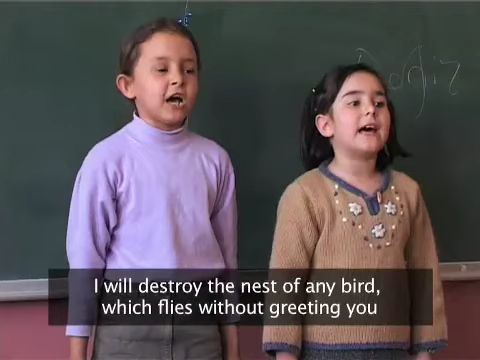 I will destroy the nest of any bird,
which flies without greeting you